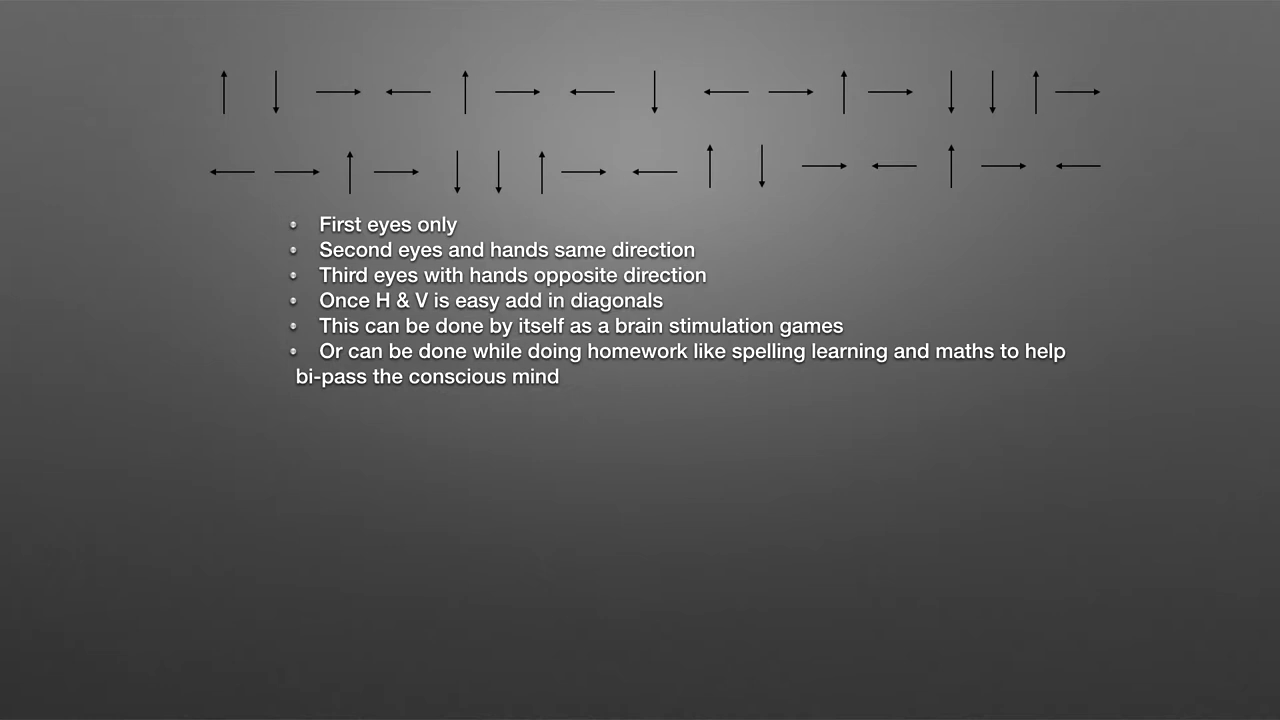 • First eyes only
• Second eyes and hands same direction
• Third eyes with hands opposite direction
• Once H & V is easy add in diagonals
• This can be done by itself as a brain stimulation games
• Or can be done while doing homework like spelling learning and maths to help
bi-pass the conscious mind